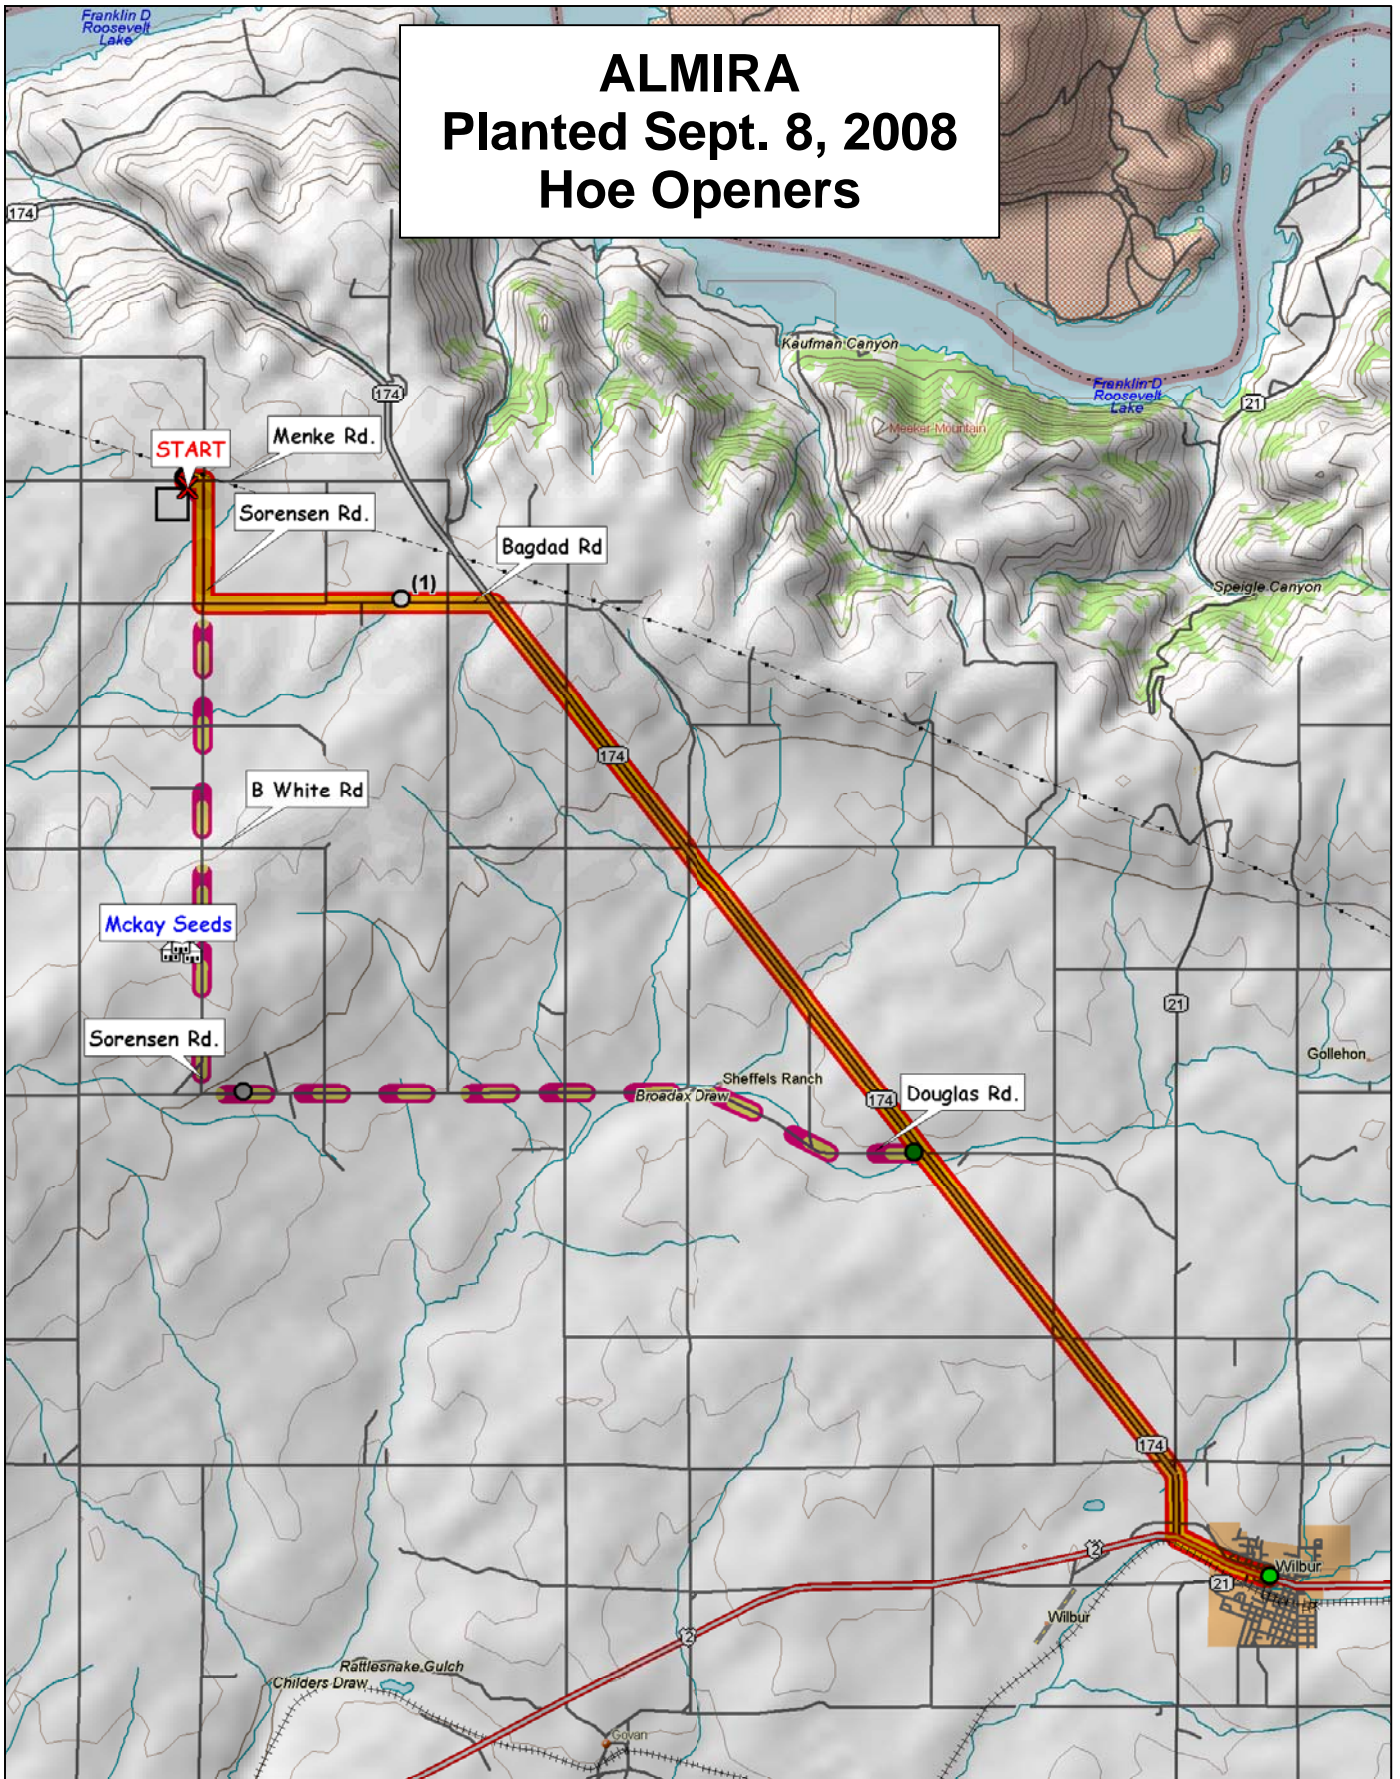 Franklin D
Roosevelt
Lake
ALMIRA
Planted Sept. 8, 2008
Hoe Openers
174
Kaufman Canyon
Franklin D
Roosevelt
Lake
174
21
Meeker Mountain
Menke Rd.
START
Sorensen Rd.
Bagdad Rd
(1)
Speigle Canyon
174
B White Rd
Mckay Seeds
21
Sorensen Rd.
Gollehon
Sheffels Ranch
Broadax Draw
174
Douglas Rd.
174
2
Wilbur
21
Wilbur
2
Rattlesnake Gulch
Childers Draw
Govan